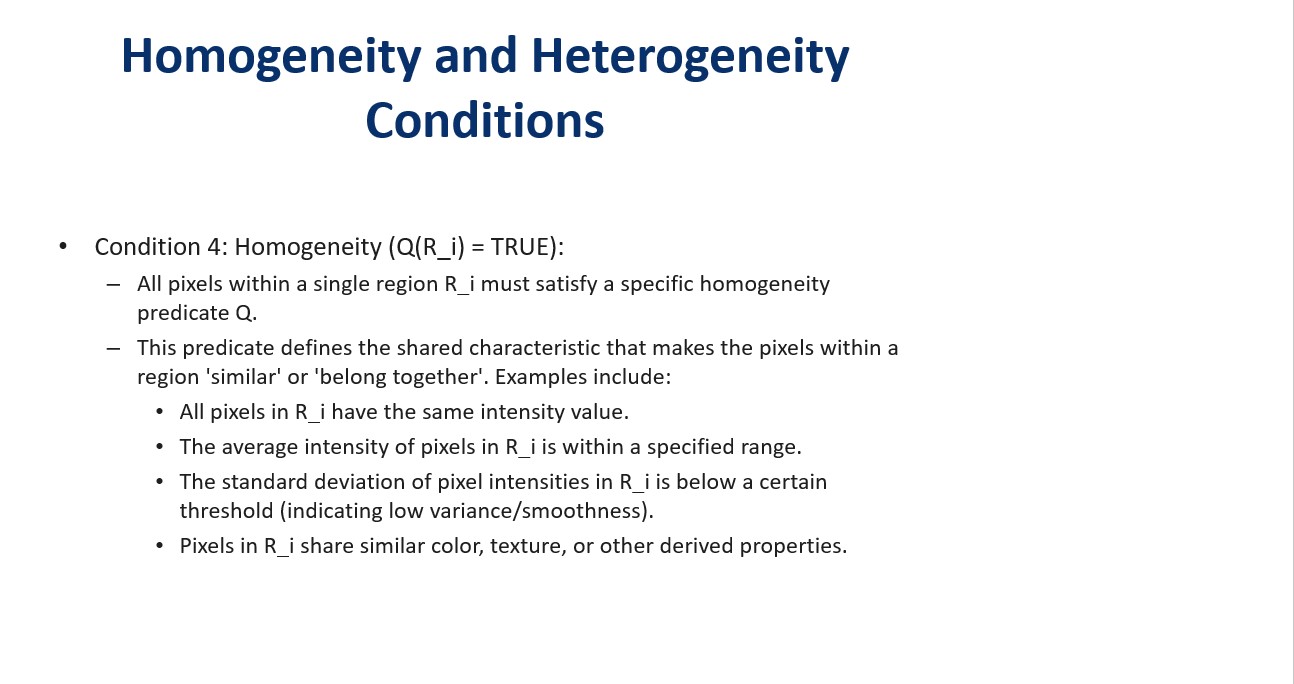 Homogeneity and Heterogeneity
Conditions
• Condition 4: Homogeneity (Q(R_i) = TRUE):
– All pixels within a single region R_i must satisfy a specific homogeneity
predicate Q.
– This predicate defines the shared characteristic that makes the pixels within a
region 'similar' or 'belong together'. Examples include:
• All pixels in R_i have the same intensity value.
• The average intensity of pixels in R_i is within a specified range.
• The standard deviation of pixel intensities in R_i is below a certain
threshold (indicating low variance/smoothness).
• Pixels in R_i share similar color, texture, or other derived properties.